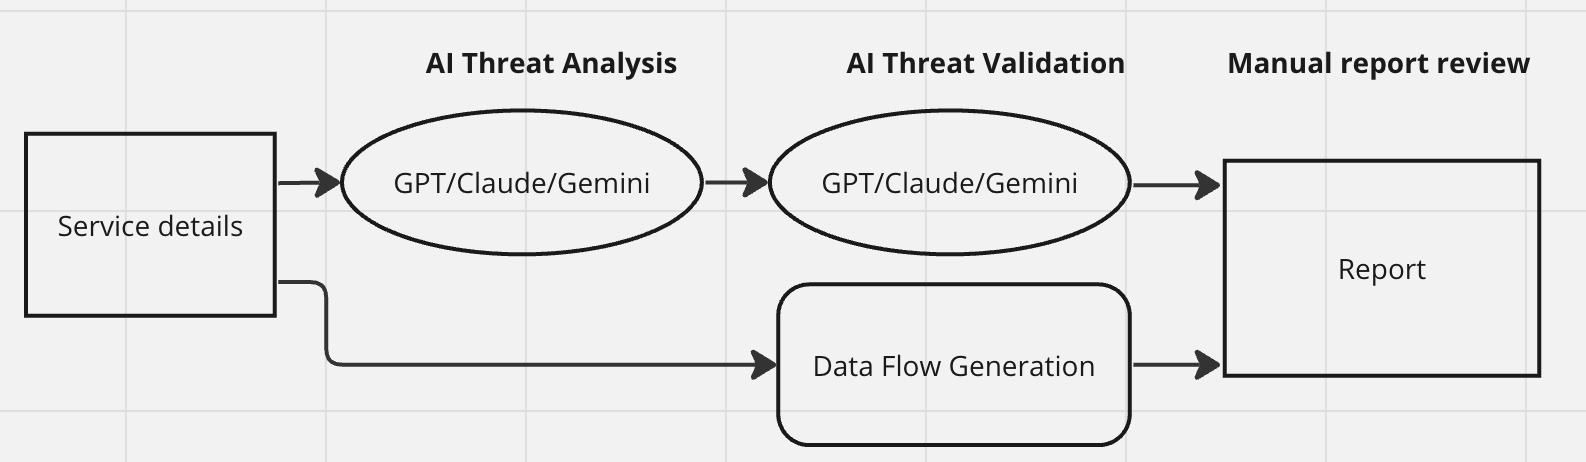 AI Threat Analysis
AI Threat Validation
Manual report review
Service details
GPT/Claude/Gemini
GPT/Claude/Gemini
Data Flow Generation
Report